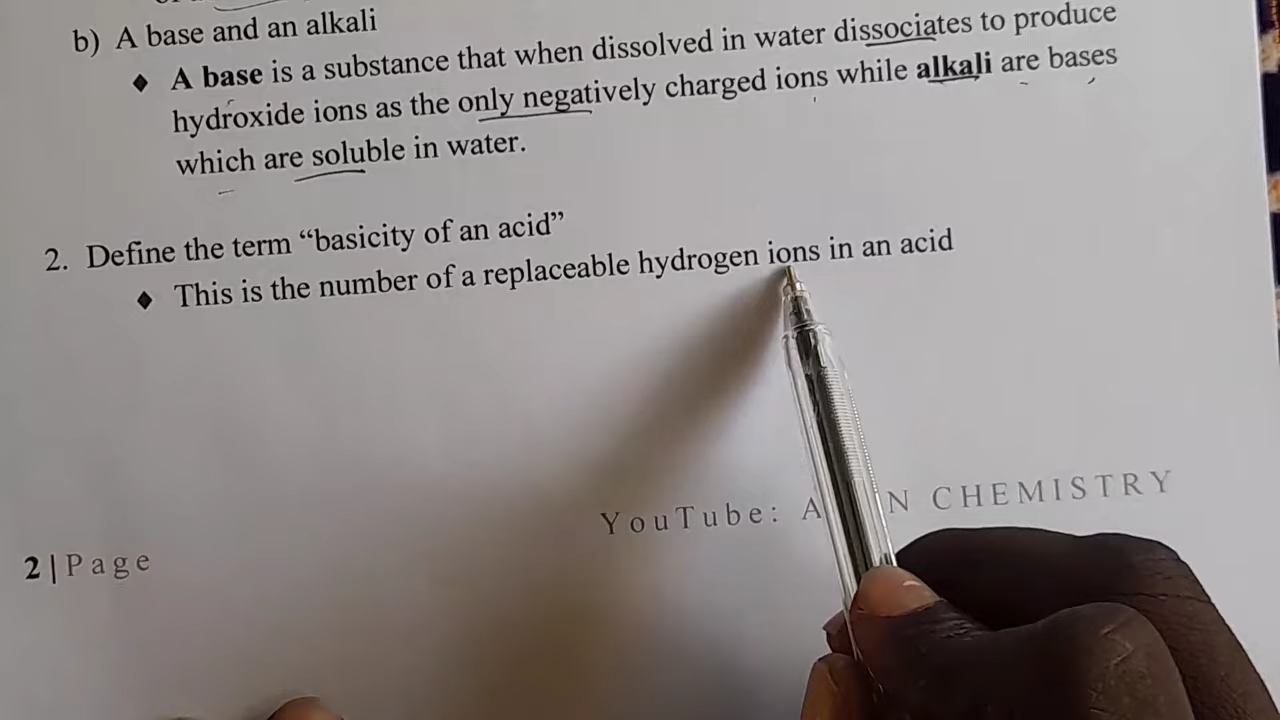 b) A base and an alkali
♦ A base is a substance that when dissolved in water dissociates to produce
hydroxide ions as the only negatively charged ions while alkali are bases
which are soluble in water.
2. Define the term “basicity of an acid”
♦ This is the number of a replaceable hydrogen ions in an acid
YouTube: CHEMISTRY
2|Page